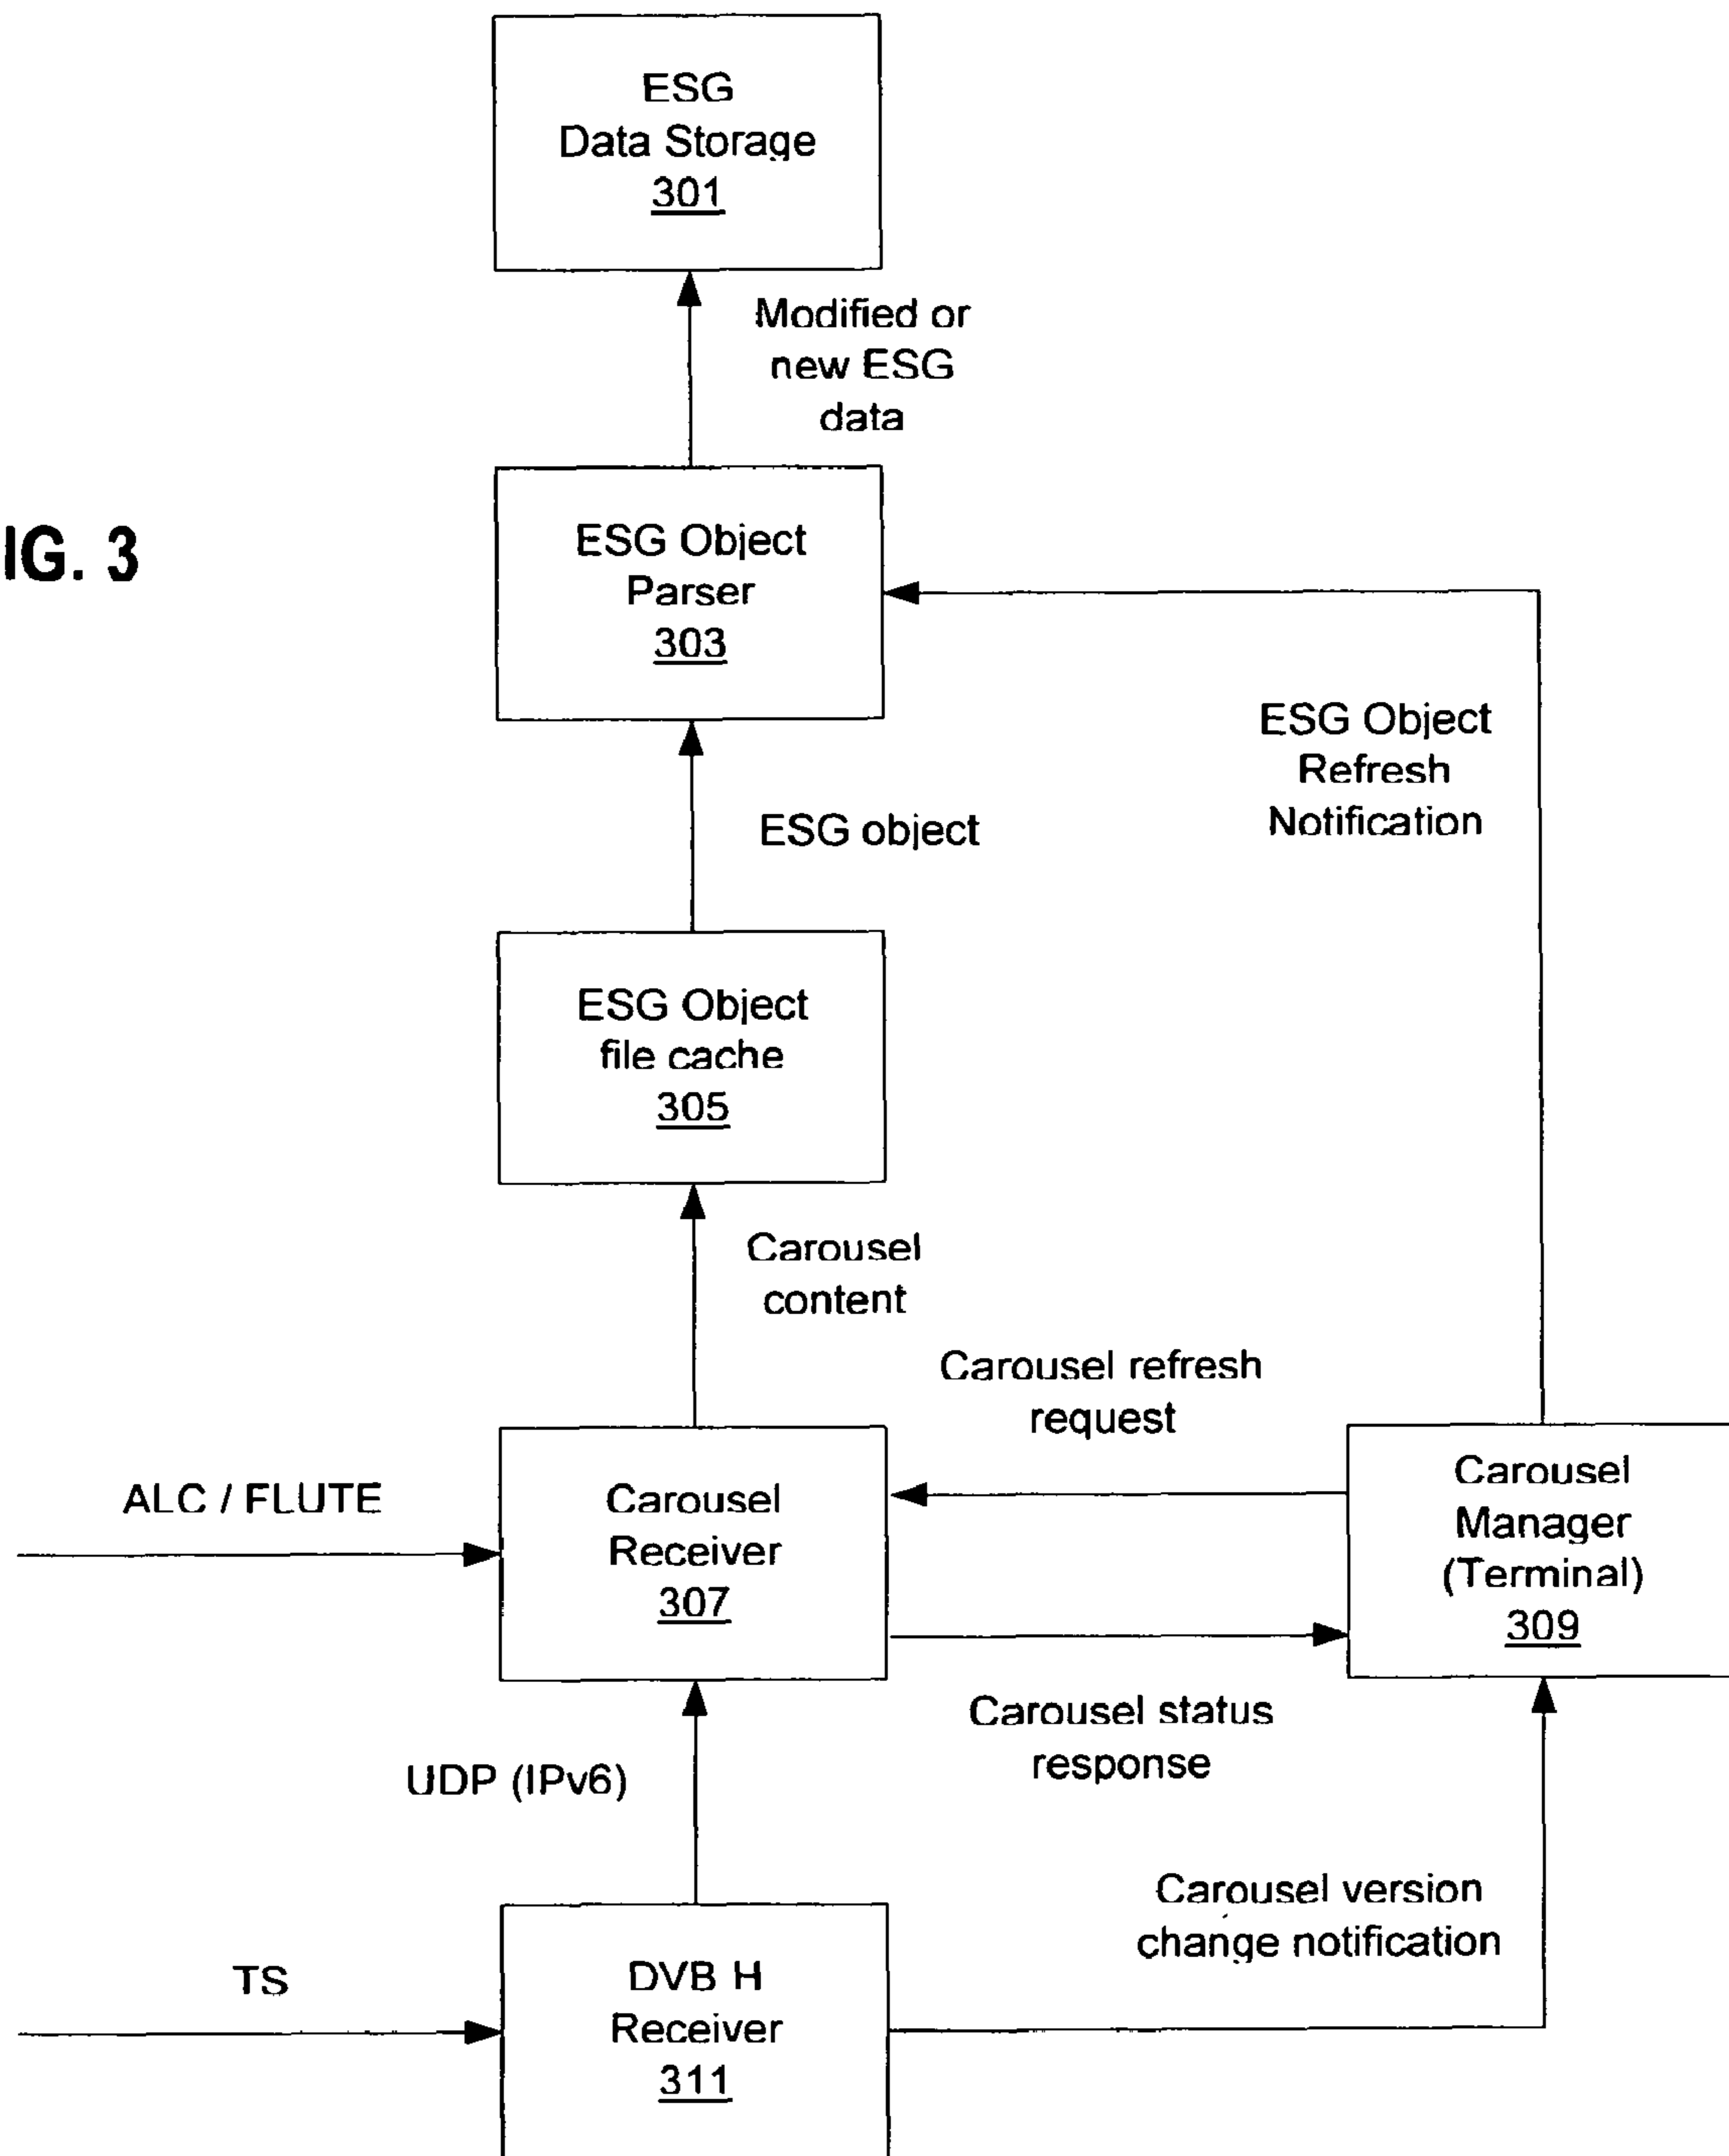 ESG
Data Storage
301
Modified or
new ESG
data
IG. 3
ESG Object
Parser
303
ESG Object
Refresh
Notification
ESG object
ESG Object
file cache
305
Carousel
content
Carousel refresh
request
ALC / FLUTE
Carousel
Receiver
307
Carousel
Manager
(Terminal)
309
Carousel status
response
UDP (IPv6)
Carousel version
change notification
TS
DVB H
Receiver
311